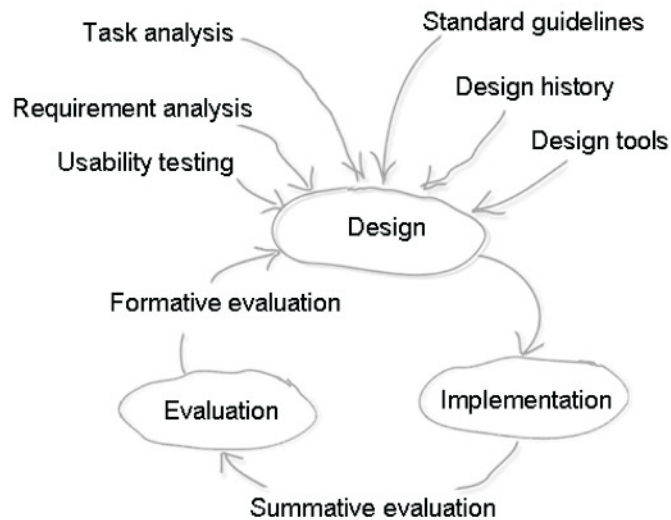 Task analysis
Standard guidelines
Requirement analysis
Design history
Usability testing
Design tools
Design
Formative evaluation
Evaluation
Implementation
Summative evaluation